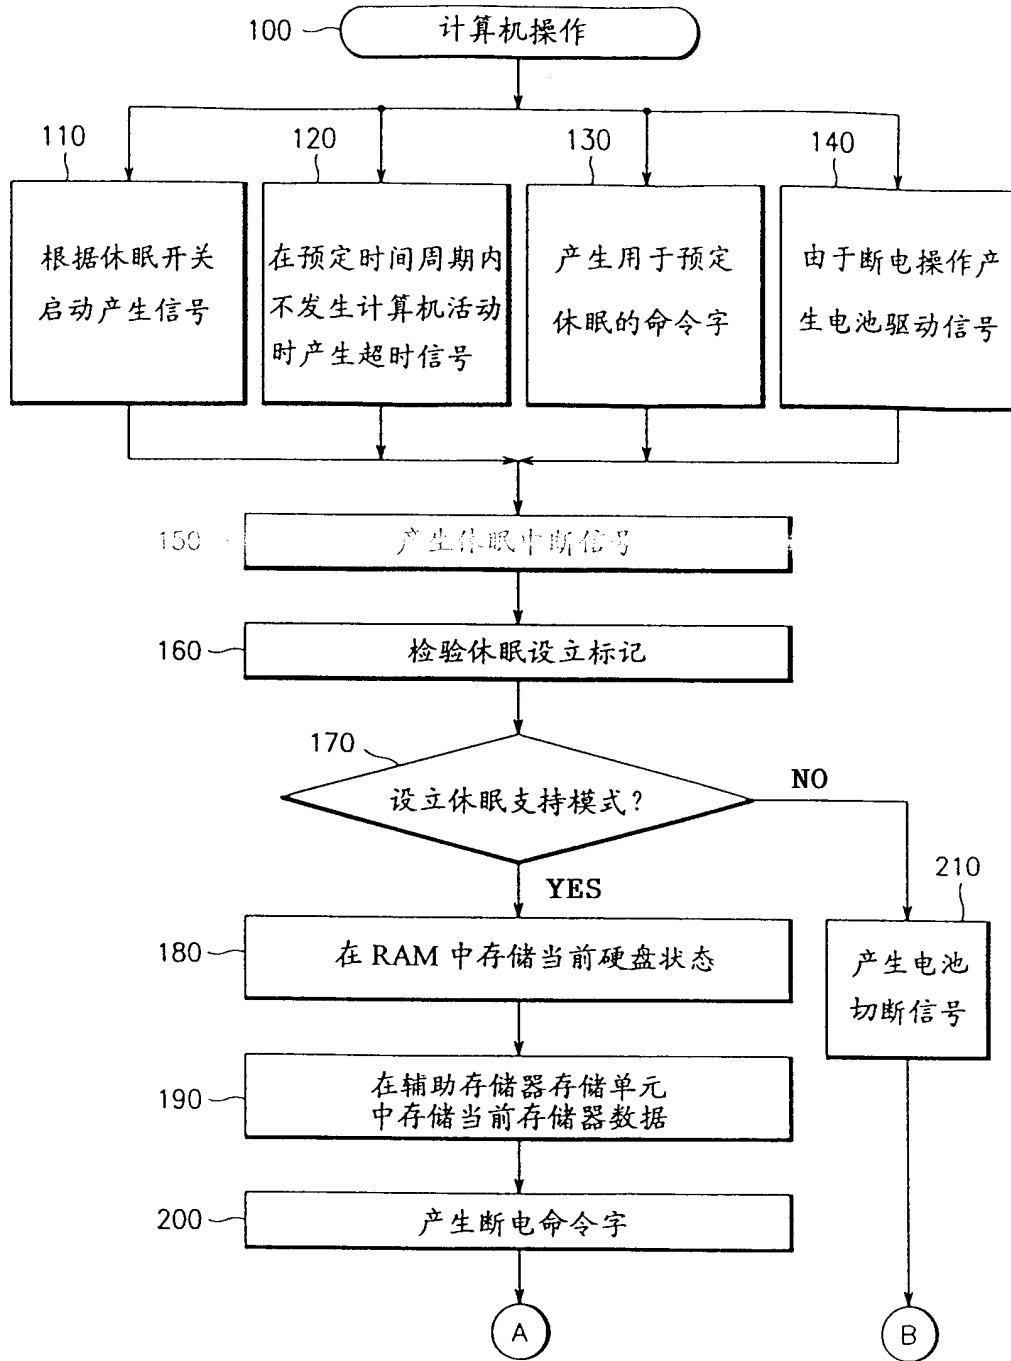 100
计算机操作
110
120
130
140
根据休眠开关
启动产生信号
在预定时间周期内
不发生计算机活动
时产生超时信号
产生用于预定
休眠的命令字
由于断电操作产
生电池驱动信号
150
产生休眠中断信号
160
检验休眠设立标记
170
设立休眠支持模式?
NO
YES
210
180
在 RAM 中存储当前硬盘状态
产生电池
切断信号
190
在辅助存储器存储单元
中存储当前存储器数据
200
产生断电命令字
A
B